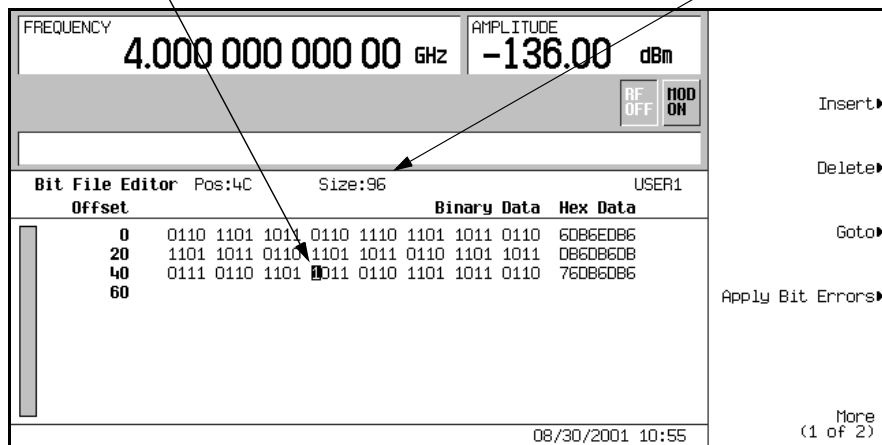 FREQUENCY AMPLITUDE
4.000 000 000 00 GHz -136.00 dBm
RF OFF MOD ON
Insert
Delete
Bit File Editor Pos:4C Size:96 USER1
Offset Binary Data Hex Data
0 0110 1101 1011 0110 1110 1101 1011 0110 6DB6EDB6
Goto
20 1101 1011 0110 1101 1011 0110 1101 1011 DB6DB6DB
40 0111 0110 1101 1011 0110 1101 1011 0110 76DB6DB6
60
Apply Bit Errors
More
(1 of 2)
08/30/2001 10:55